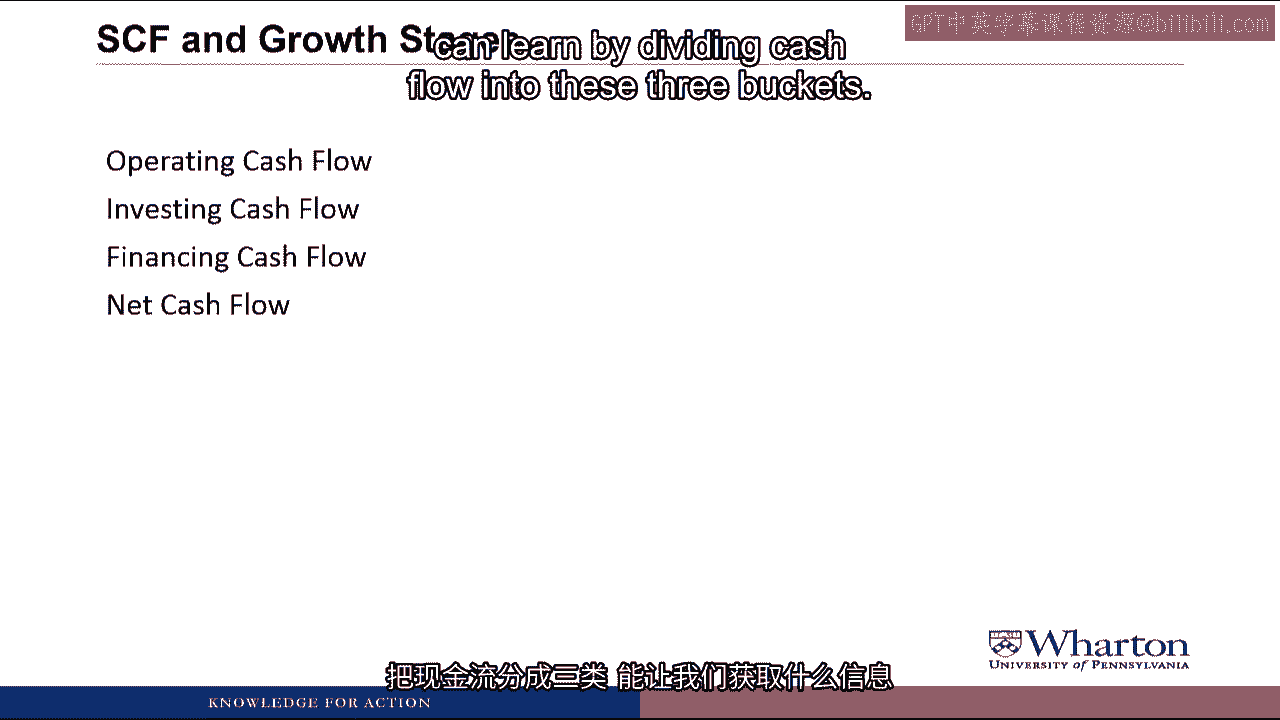 GPT中英字幕课程资源@bilibili.com
SCF and Growth Stage
can learn by dividing cash
flow into these three buckets.
Operating Cash Flow
Investing Cash Flow
Financing Cash Flow
Net Cash Flow
Wharton
UNIVERSITY of PENNSYLVANIA
把现金流分成三类 能让我们获取什么信息
KNOWLEDGE FOR ACTION